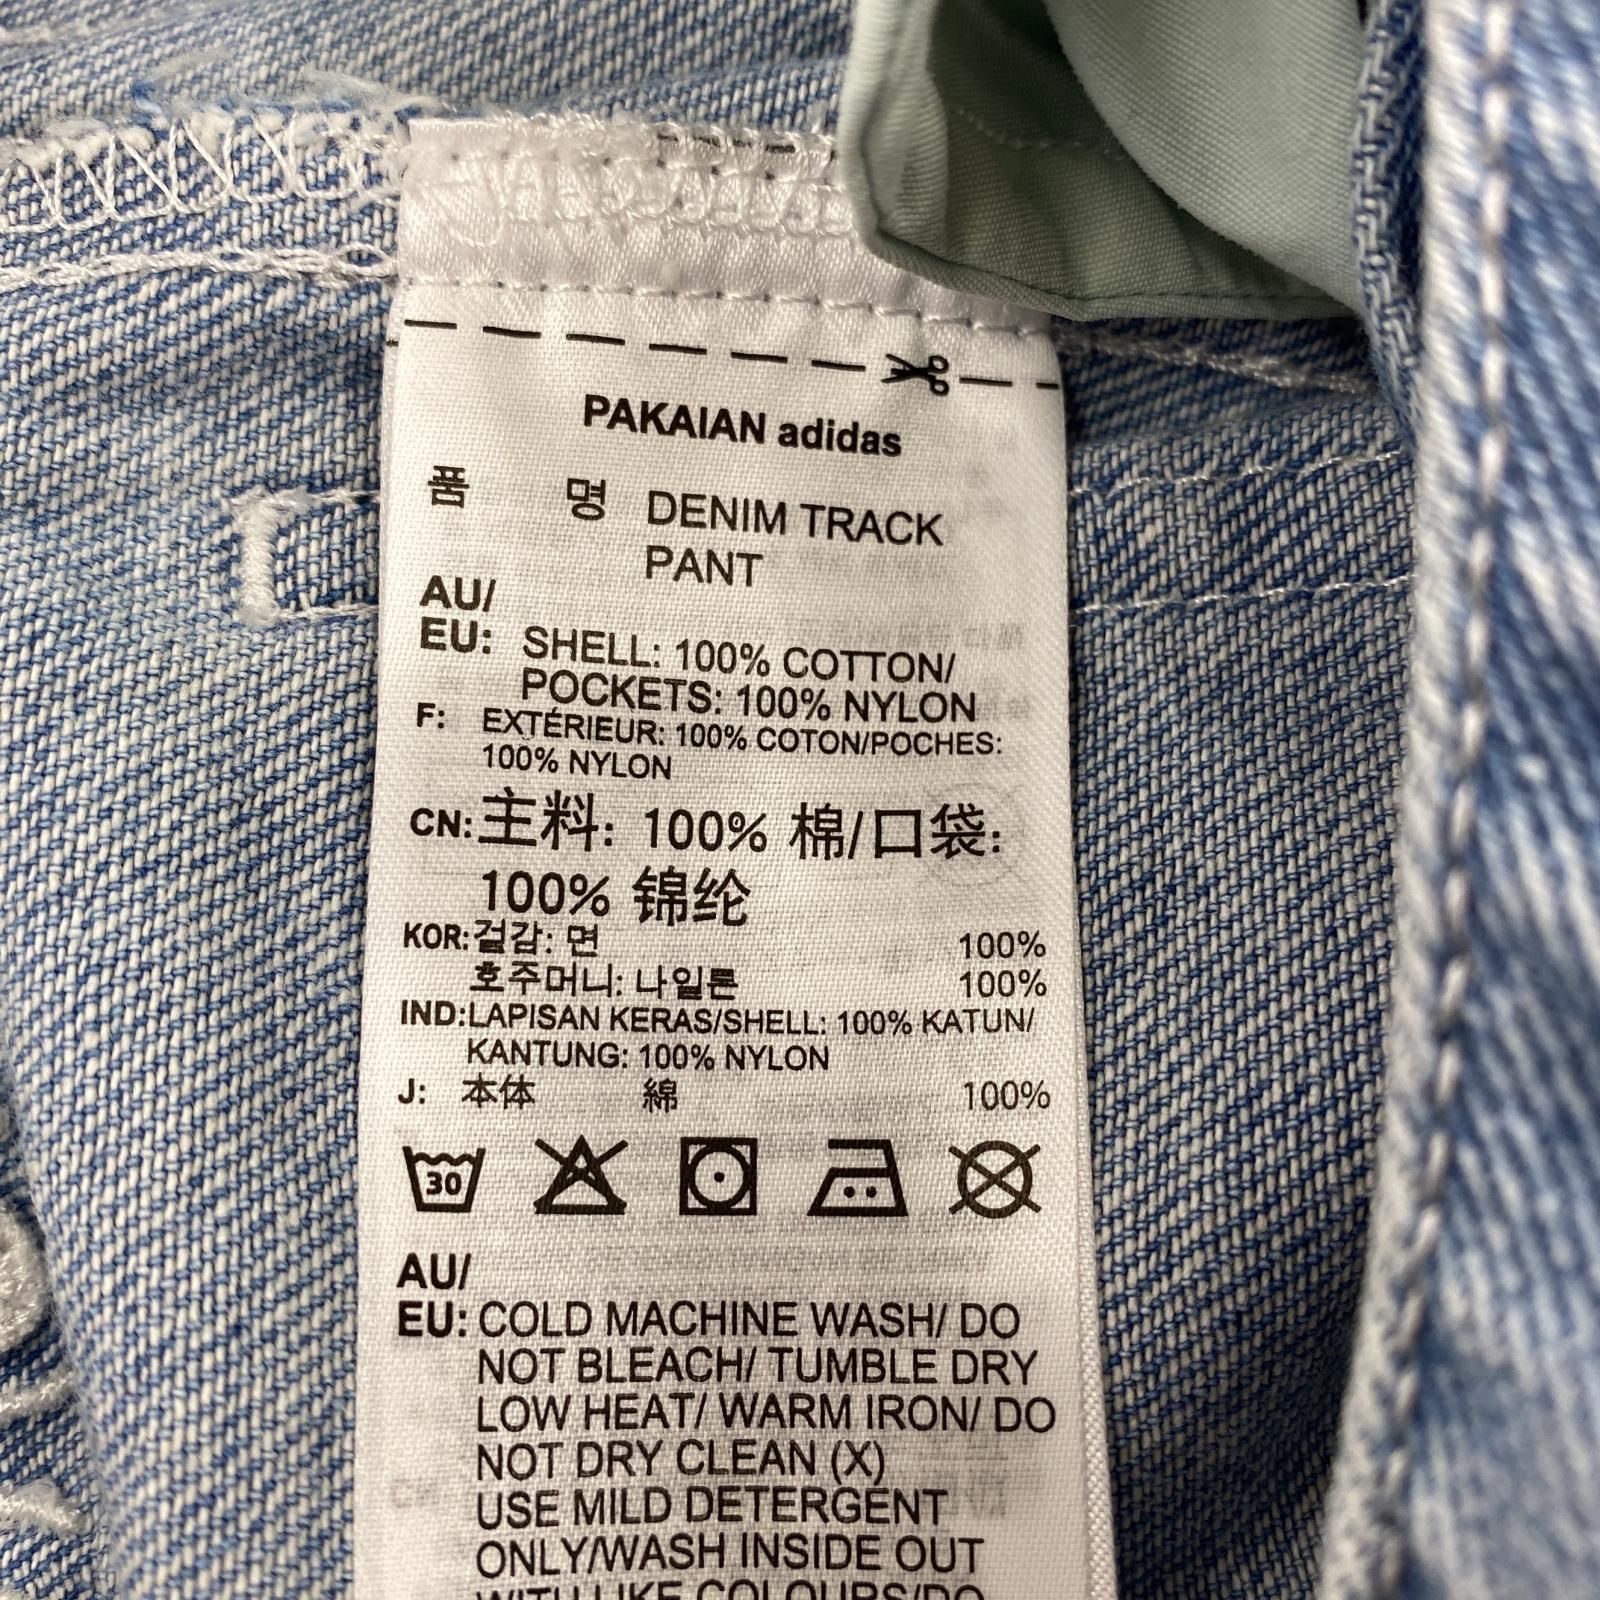 PAKAIAN adidas
품 명 DENIM TRACK
PANT
AU/
EU: SHELL: 100% COTTON/
POCKETS: 100% NYLON
F: EXTÉRIEUR: 100% COTON/POCHES:
100% NYLON
CN: 主料: 100% 棉/口袋:
100% 锦纶
KOR: 겉감: 면 100%
호주머니: 나일론 100%
IND: LAPISAN KERAS/SHELL: 100% KATUN/
KANTUNG: 100% NYLON
J: 本体 綿 100%
30
AU/
EU: COLD MACHINE WASH/ DO
NOT BLEACH/ TUMBLE DRY
LOW HEAT/ WARM IRON/ DO
NOT DRY CLEAN (X)
USE MILD DETERGENT
ONLY/WASH INSIDE OUT
WITH LIKE COLOURS/DO